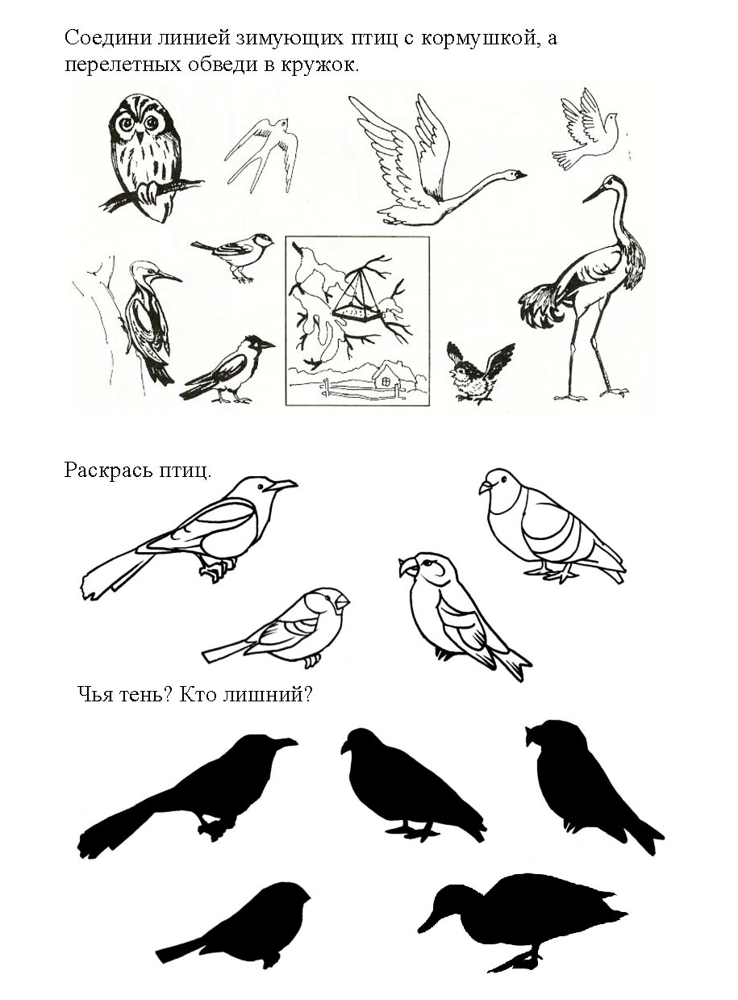 Соедини линией зимующих птиц с кормушкой, а
перелетных обведи в кружок.
Раскрась птиц.
Чья тень? Кто лишний?